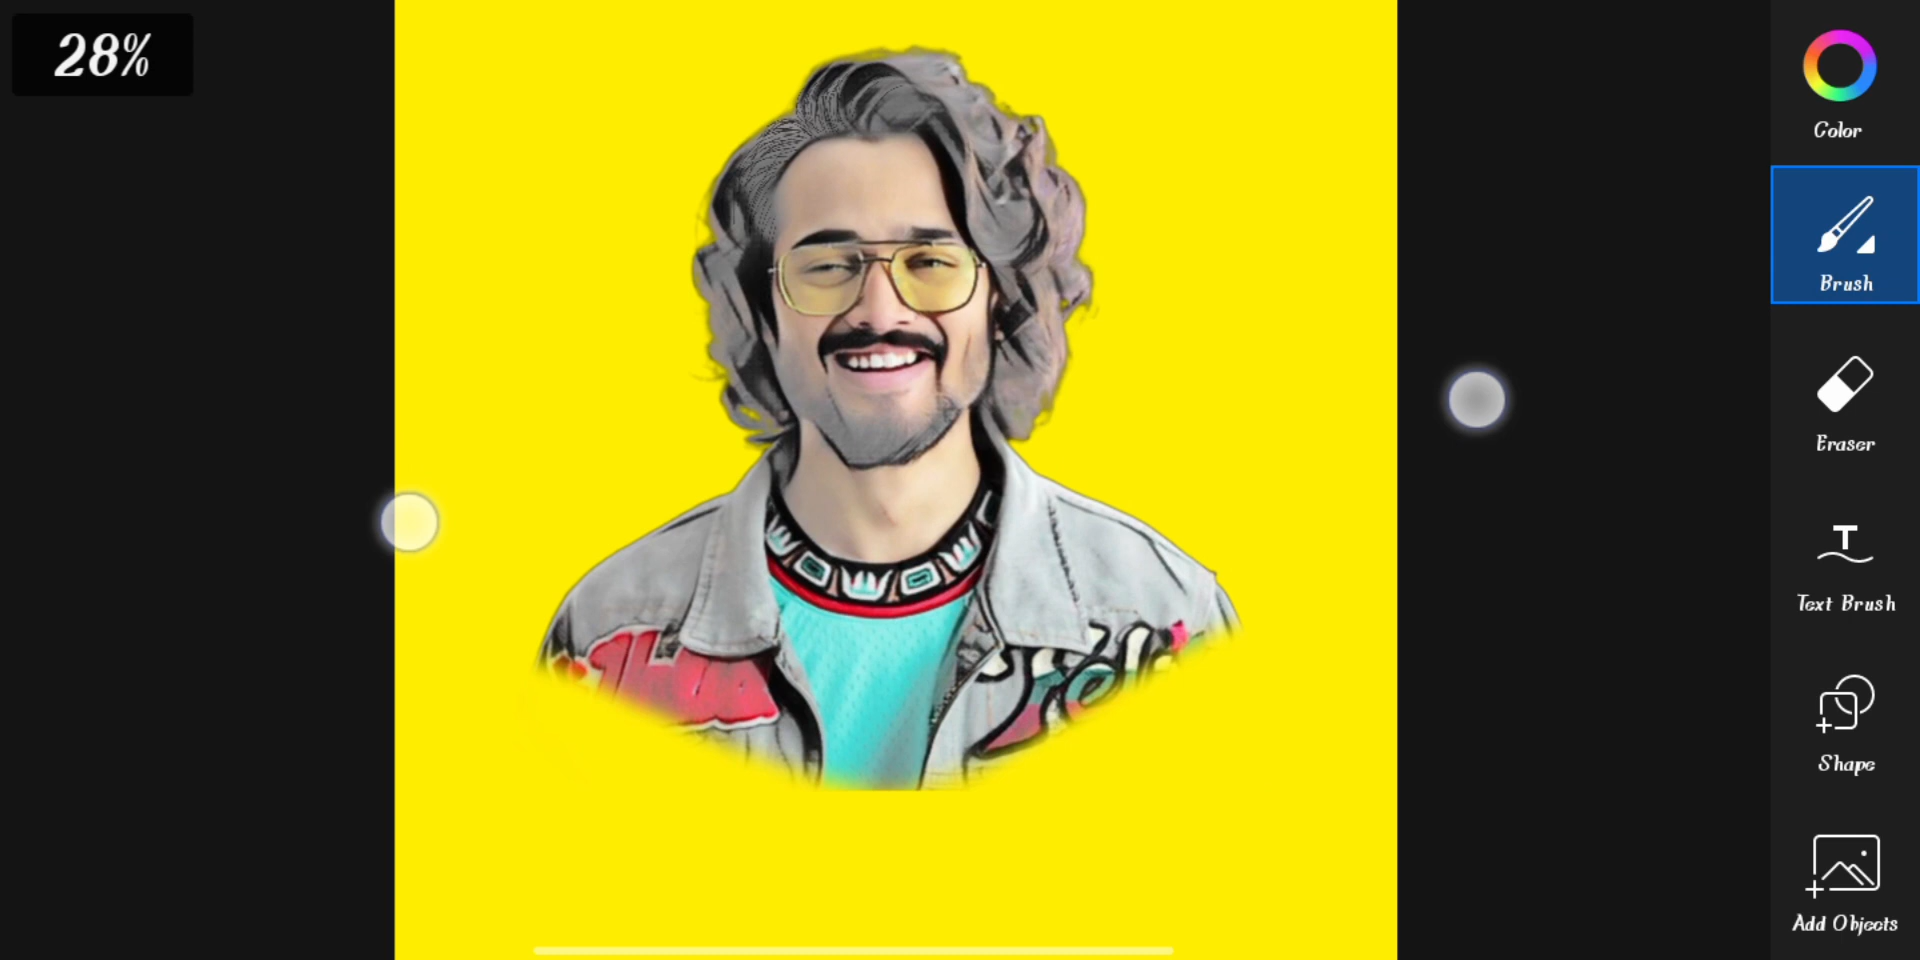 28%
Color
Brush
Eraser
Text Brush
Shape
Add Objects